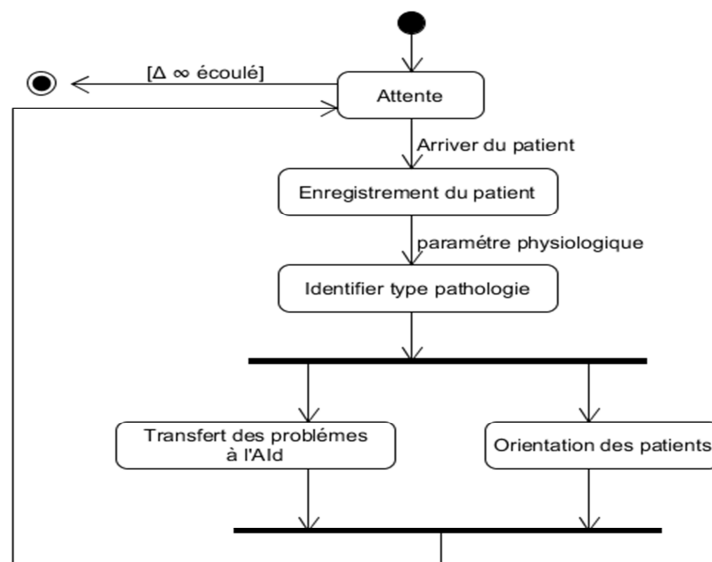 [Δ ∞ écoulé]
Attente
Arriver du patient
Enregistrement du patient
paramétre physiologique
Identifier type pathologie
Transfert des problémes
à l'AId
Orientation des patients